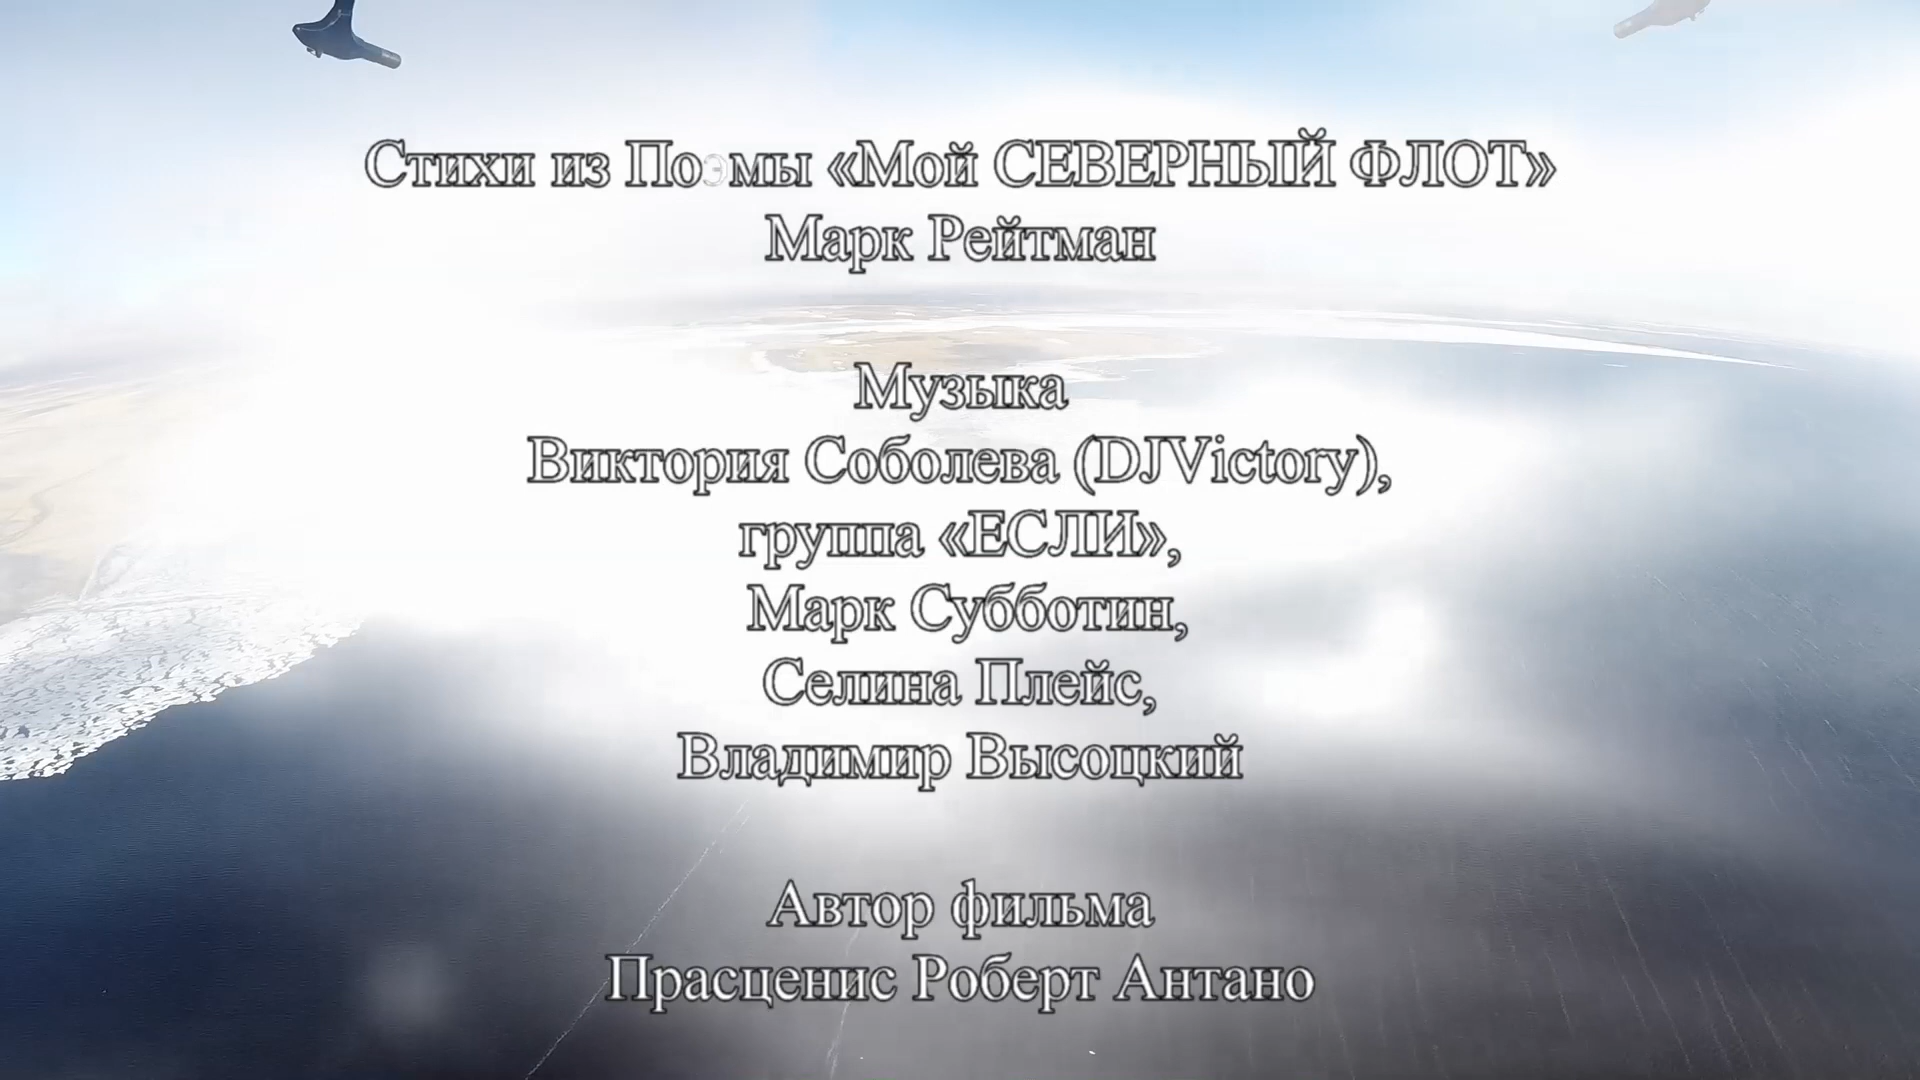 Стихи из Поэмы «Мой СЕВЕРНЫЙ ФЛОТ»
Марк Рейтман
Музыка
Виктория Соболева (DJVictory),
группа «ЕСЛИ»,
Марк Субботин,
Селина Плейс,
Владимир Высоцкий
Автор фильма
Прасценис Роберт Антано